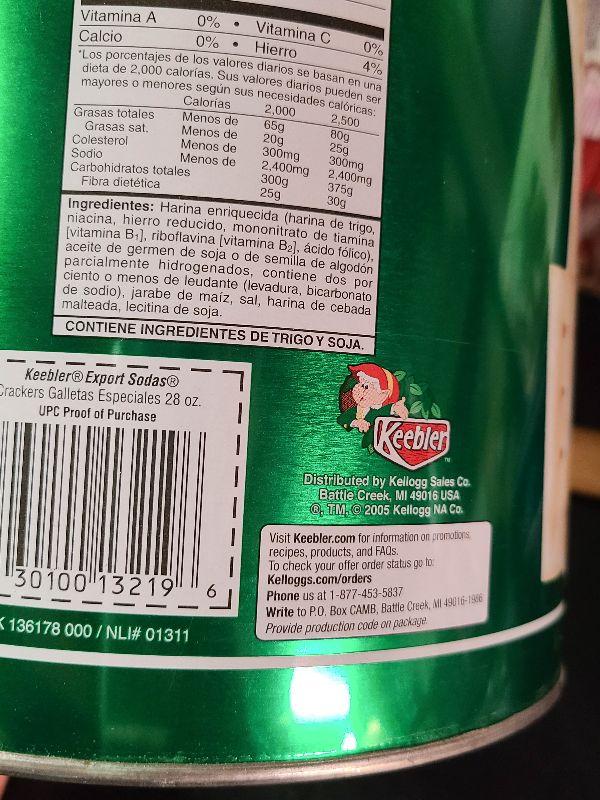 Vitamina A 0% • Vitamina C 0%
Calcio 0% • Hierro 4%
*Los porcentajes de los valores diarios se basan en una
dieta de 2,000 calorías. Sus valores diarios pueden ser
mayores o menores según sus necesidades calóricas:
Calorías 2,000 2,500
Grasas totales Menos de 65g 80g
Grasas sat. Menos de 20g 25g
Colesterol Menos de 300mg 300mg
Sodio Menos de 2,400mg 2,400mg
Carbohidratos totales 300g 375g
Fibra dietética 25g 30g
Ingredientes: Harina enriquecida (harina de trigo,
niacina, hierro reducido, mononitrato de tiamina
[vitamina B₁], riboflavina [vitamina B₂], ácido fólico),
aceite de germen de soja o de semilla de algodón
parcialmente hidrogenados, contiene dos por
ciento o menos de leudante (levadura, bicarbonato
de sodio), jarabe de maíz, sal, harina de cebada
malteada, lecitina de soja.
CONTIENE INGREDIENTES DE TRIGO Y SOJA.
Keebler® Export Sodas®
Crackers Galletas Especiales 28 oz.
UPC Proof of Purchase
30100 13219 6
136178 000 / NLI# 01311
Keebler™
Distributed by Kellogg Sales Co.
Battle Creek, MI 49016 USA
®, TM, © 2005 Kellogg NA Co.
Visit Keebler.com for information on promotions,
recipes, products, and FAQs.
To check your offer order status go to:
Kelloggs.com/orders
Phone us at 1-877-453-5837
Write to P.O. Box CAMB, Battle Creek, MI 49016-1986
Provide production code on package.